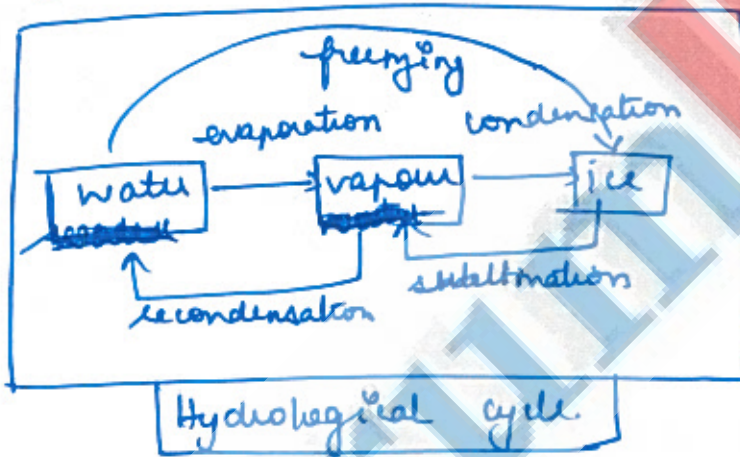 freezing
evaporation condensation
water vapour ice
sublimation
recondensation
Hydrological cycle.